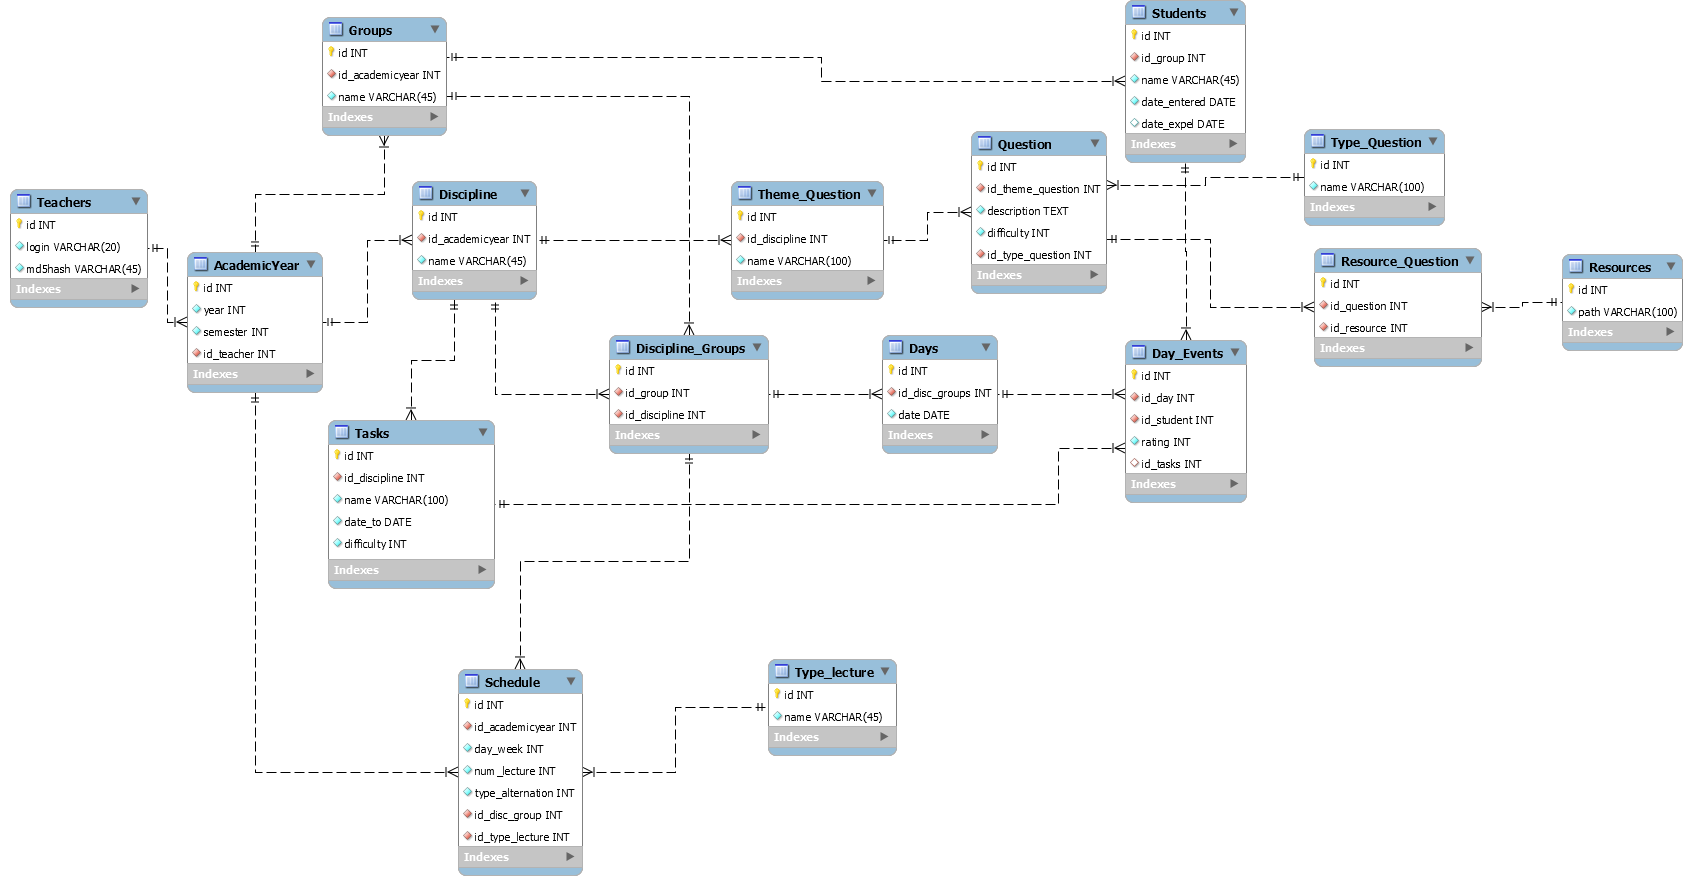 Groups
id INT
id_academicyear INT
name VARCHAR(45)
Indexes
Students
id INT
id_group INT
name VARCHAR(45)
date_entered DATE
date_expel DATE
Indexes
Question
id INT
id_theme_question INT
description TEXT
difficulty INT
id_type_question INT
Indexes
Type_Question
id INT
name VARCHAR(100)
Indexes
Teachers
id INT
login VARCHAR(20)
md5hash VARCHAR(45)
Indexes
Discipline
id INT
id_academicyear INT
name VARCHAR(45)
Indexes
Theme_Question
id INT
id_discipline INT
name VARCHAR(100)
Indexes
AcademicYear
id INT
year INT
semester INT
id_teacher INT
Indexes
Resource_Question
id INT
id_question INT
id_resource INT
Indexes
Resources
id INT
path VARCHAR(100)
Indexes
Discipline_Groups
id INT
id_group INT
id_discipline INT
Indexes
Days
id INT
id_disc_groups INT
date DATE
Indexes
Day_Events
id INT
id_day INT
id_student INT
rating INT
id_tasks INT
Indexes
Tasks
id INT
id_discipline INT
name VARCHAR(100)
date_to DATE
difficulty INT
Indexes
Schedule
id INT
id_academicyear INT
day_week INT
num_lecture INT
type_alternation INT
id_disc_group INT
id_type_lecture INT
Indexes
Type_lecture
id INT
name VARCHAR(45)
Indexes